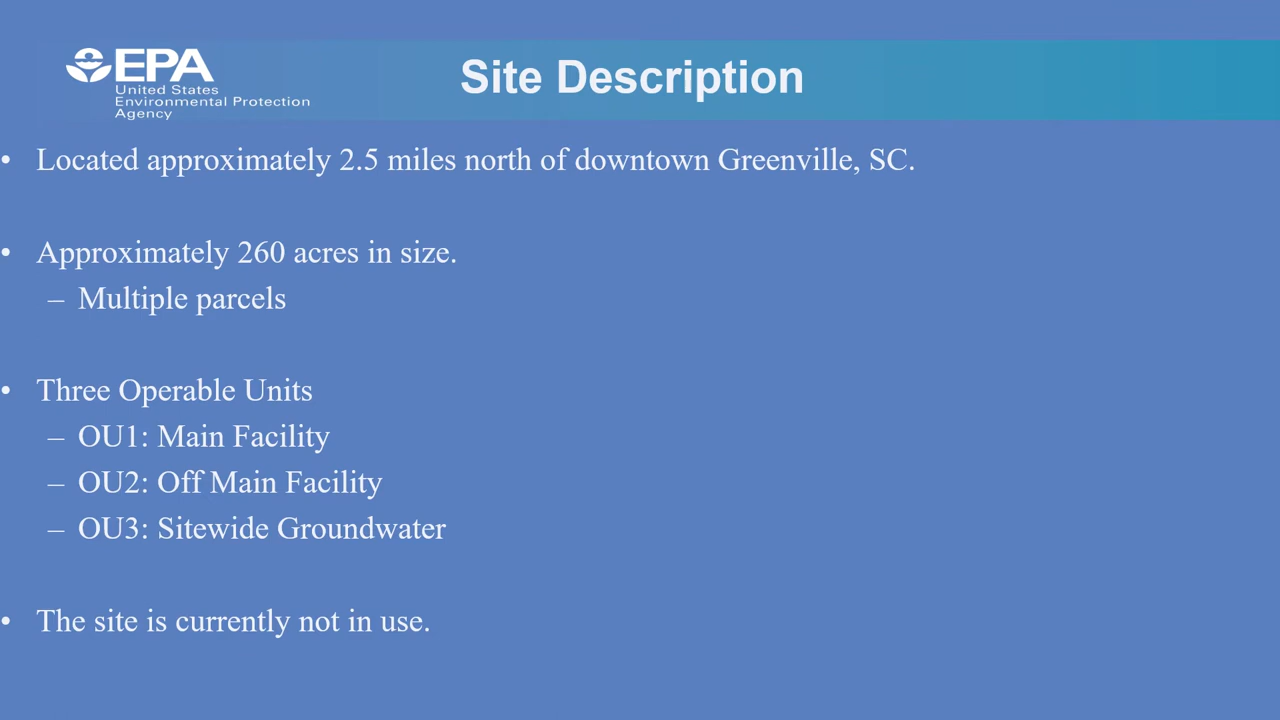 EPA
United States
Environmental Protection
Agency
Site Description
• Located approximately 2.5 miles north of downtown Greenville, SC.
• Approximately 260 acres in size.
– Multiple parcels
• Three Operable Units
– OU1: Main Facility
– OU2: Off Main Facility
– OU3: Sitewide Groundwater
• The site is currently not in use.